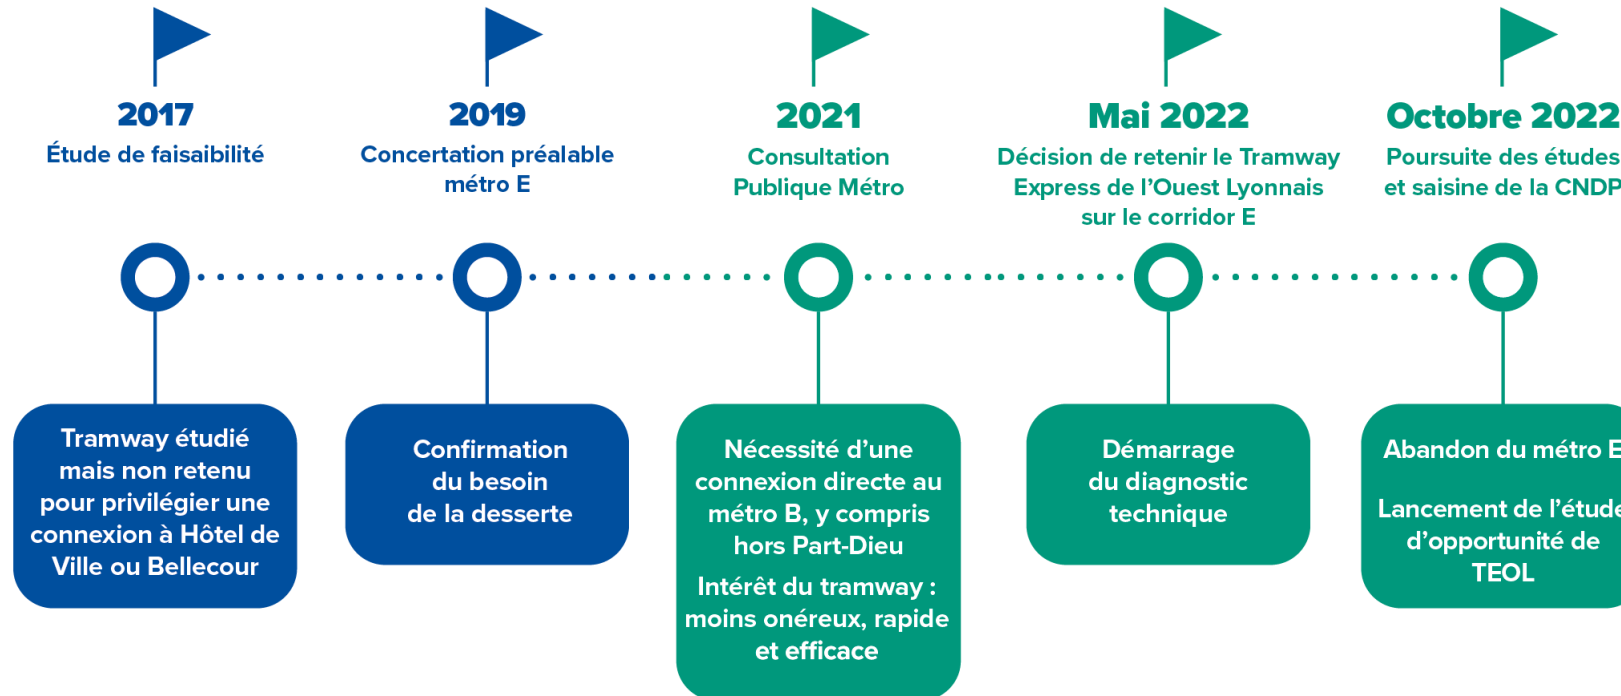 2017
Étude de faisaibilité
Tramway étudié
mais non retenu
pour privilégier une
connexion à Hôtel de
Ville ou Bellecour
2019
Concertation préalable
métro E
Confirmation
du besoin
de la desserte
2021
Consultation
Publique Métro
Nécessité d’une
connexion directe au
métro B, y compris
hors Part-Dieu
Intérêt du tramway :
moins onéreux, rapide
et efficace
Mai 2022
Décision de retenir le Tramway
Express de l’Ouest Lyonnais
sur le corridor E
Démarrage
du diagnostic
technique
Octobre 2022
Poursuite des études
et saisine de la CNDP
Abandon du métro E
Lancement de l’étude
d’opportunité de
TEOL